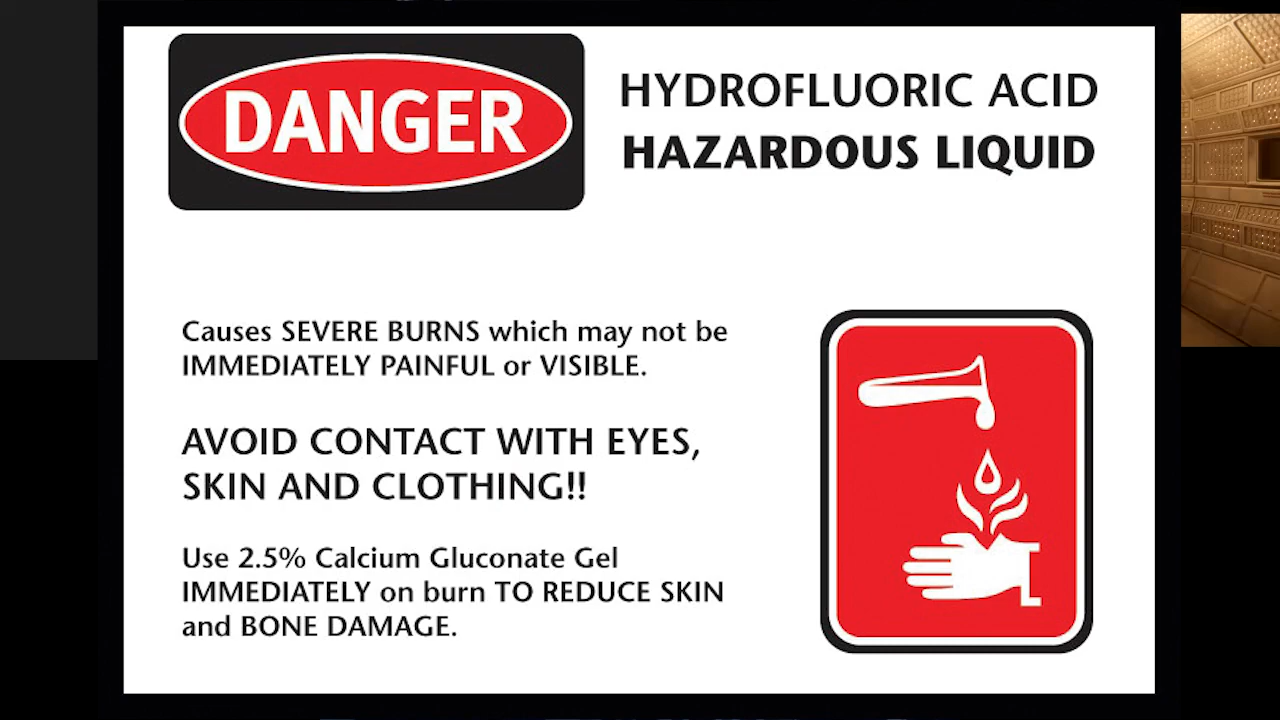 DANGER
HYDROFLUORIC ACID
HAZARDOUS LIQUID
Causes SEVERE BURNS which may not be
IMMEDIATELY PAINFUL or VISIBLE.
AVOID CONTACT WITH EYES,
SKIN AND CLOTHING!!
Use 2.5% Calcium Gluconate Gel
IMMEDIATELY on burn TO REDUCE SKIN
and BONE DAMAGE.